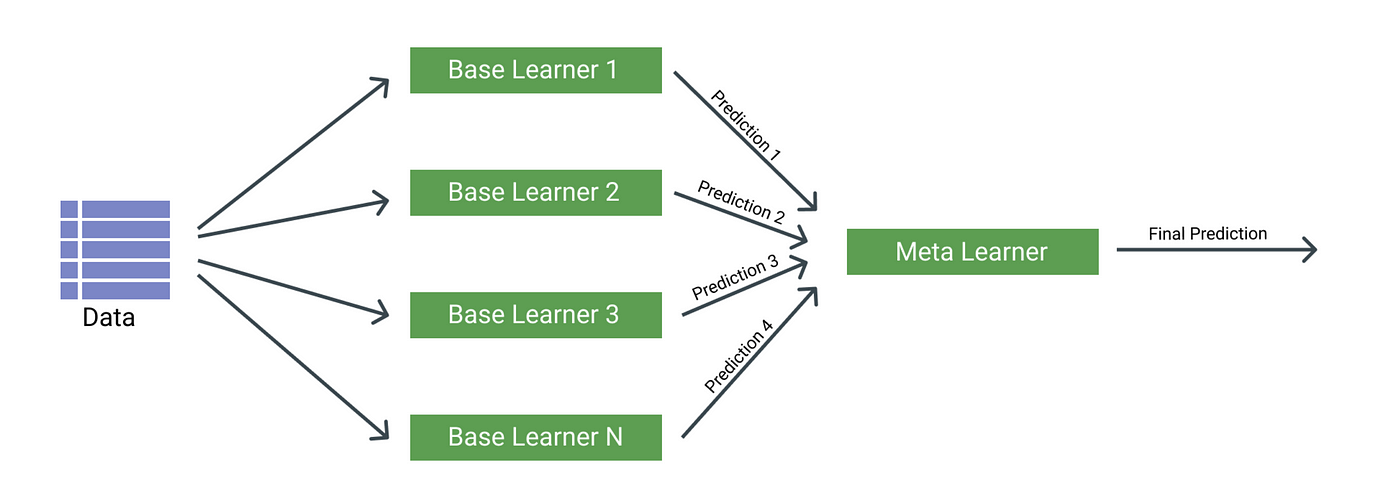 Data
Base Learner 1
Base Learner 2
Base Learner 3
Base Learner N
Prediction 1
Prediction 2
Prediction 3
Prediction 4
Meta Learner
Final Prediction